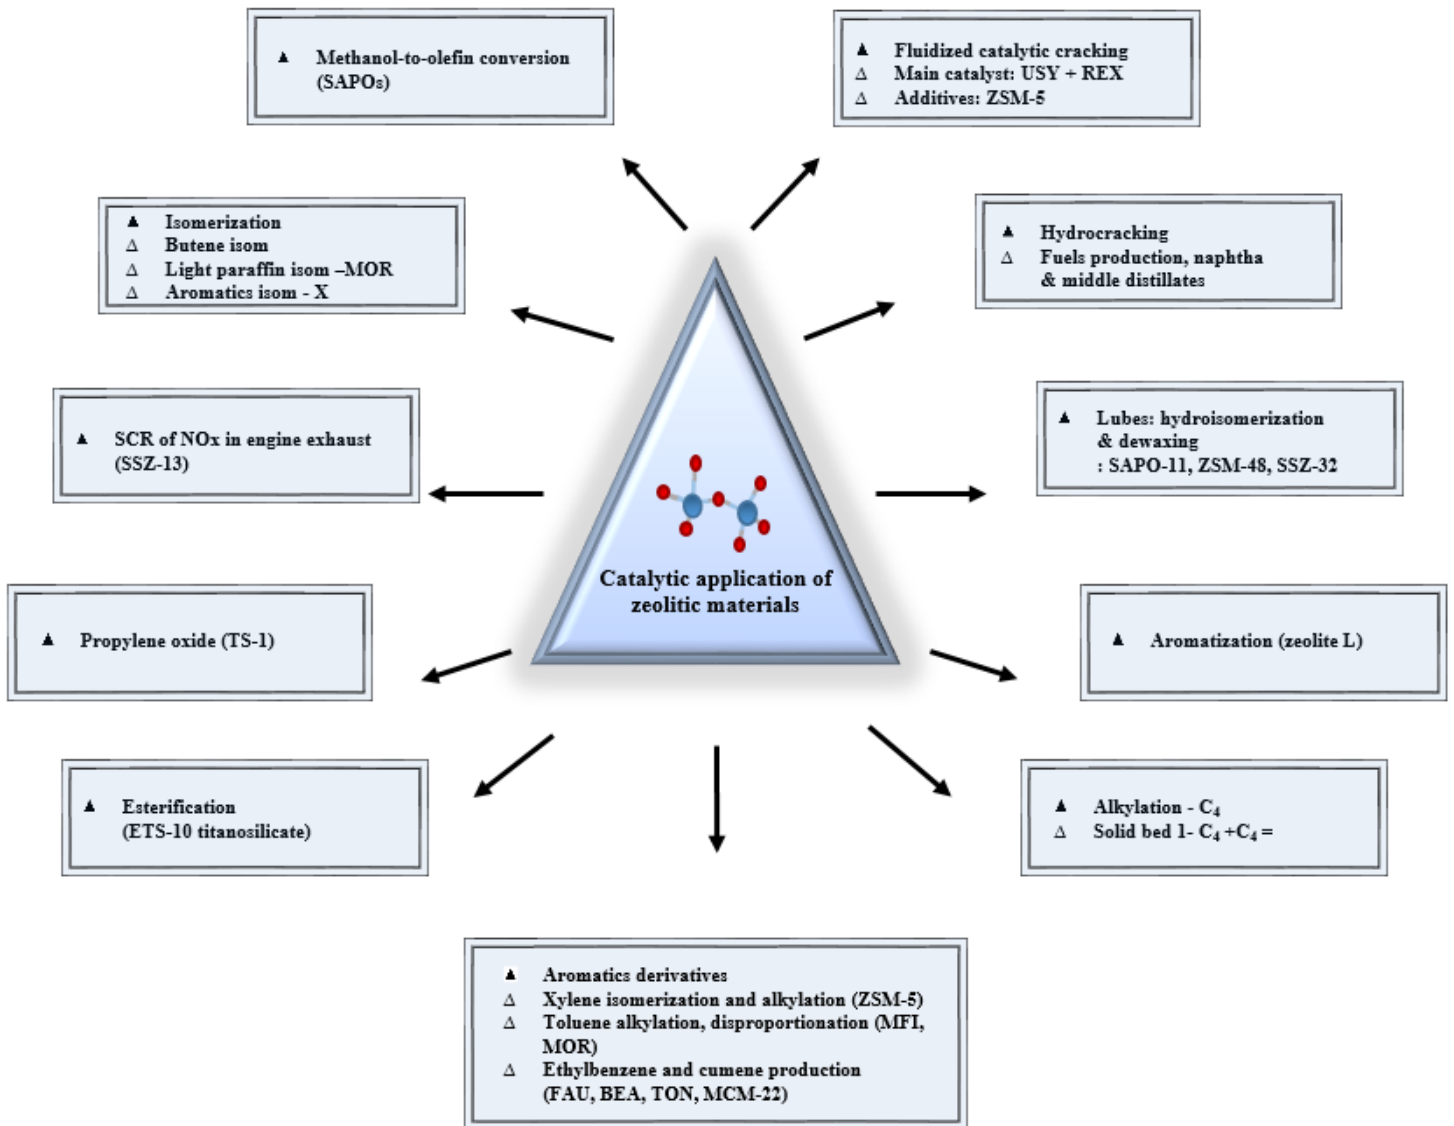 ▲ Methanol-to-olefin conversion
(SAPOs)
▲ Fluidized catalytic cracking
Δ Main catalyst: USY + REX
Δ Additives: ZSM-5
▲ Isomerization
Δ Butene isom
Δ Light paraffin isom –MOR
Δ Aromatics isom - X
▲ Hydrocracking
Δ Fuels production, naphtha
& middle distillates
▲ SCR of NOx in engine exhaust
(SSZ-13)
▲ Lubes: hydroisomerization
& dewaxing
: SAPO-11, ZSM-48, SSZ-32
Catalytic application of
zeolitic materials
▲ Propylene oxide (TS-1)
▲ Aromatization (zeolite L)
▲ Esterification
(ETS-10 titanosilicate)
▲ Alkylation - C₄
Δ Solid bed 1- C₄ +C₄ =
▲ Aromatics derivatives
Δ Xylene isomerization and alkylation (ZSM-5)
Δ Toluene alkylation, disproportionation (MFI,
MOR)
Δ Ethylbenzene and cumene production
(FAU, BEA, TON, MCM-22)